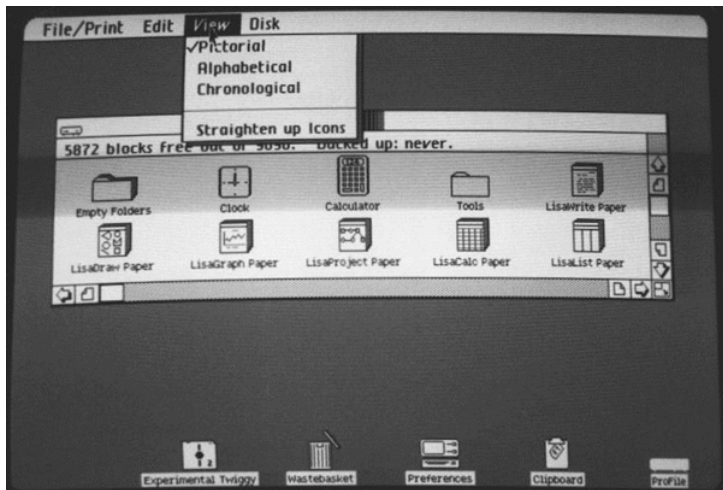 File/Print Edit View Disk
✓Pictorial
Alphabetical
Chronological
Straighten up Icons
5872 blocks free out of up: never.
Empty Folders Clock Calculator Tools LisaWrite Paper
LisaDraw Paper LisaGraph Paper LisaProject Paper LisaCalc Paper LisaList Paper
Experimental Twiggy Wastebasket Preferences Clipboard ProFile